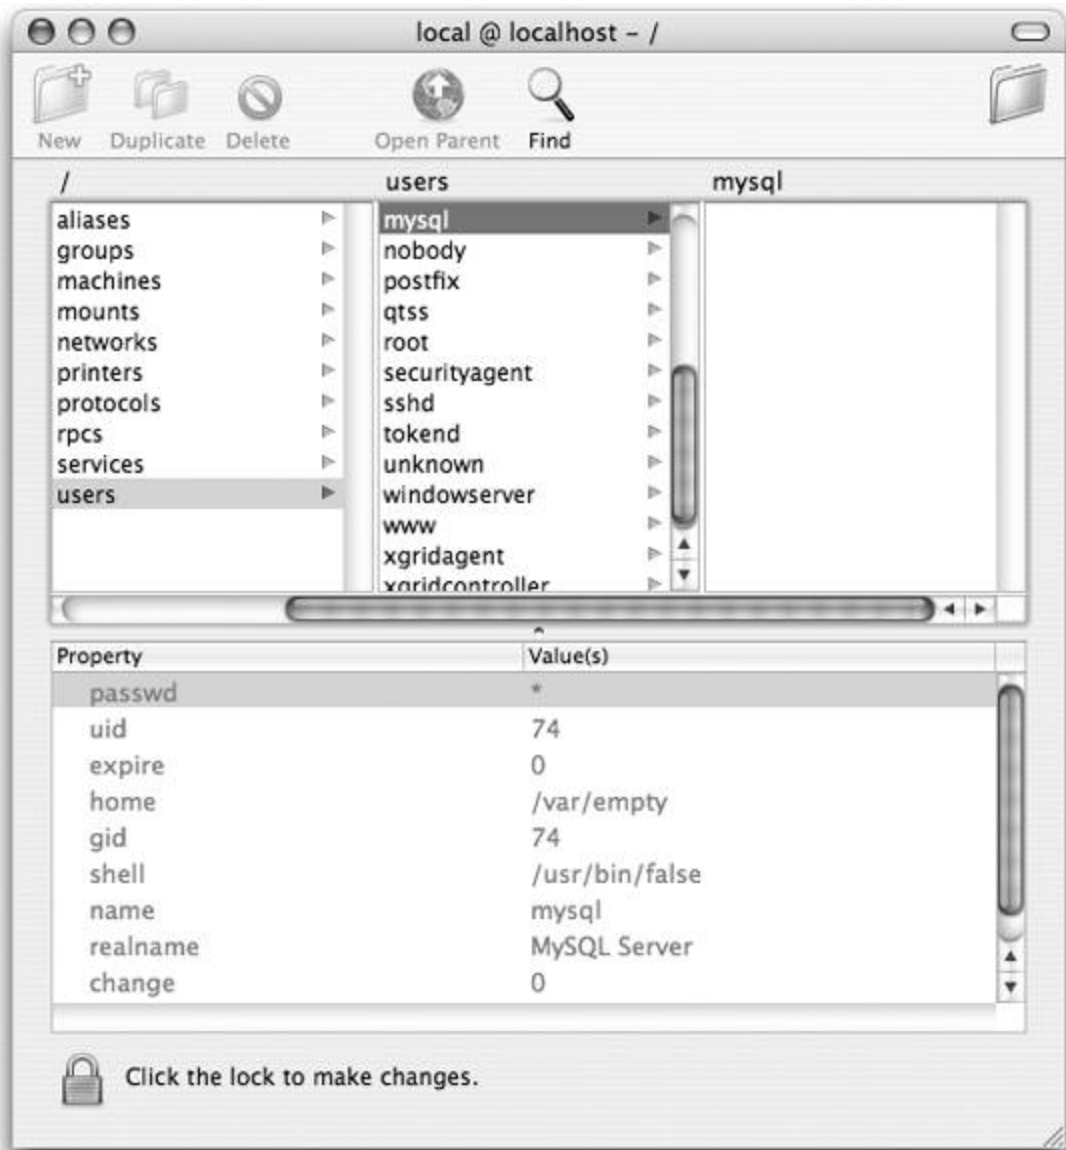 local @ localhost – /
New Duplicate Delete Open Parent Find
/ users mysql
aliases mysql
groups nobody
machines postfix
mounts qtss
networks root
printers securityagent
protocols sshd
rpcs tokend
services unknown
users windowserver
www
xgridagent
xgridcontroller
Property Value(s)
passwd *
uid 74
expire 0
home /var/empty
gid 74
shell /usr/bin/false
name mysql
realname MySQL Server
change 0
Click the lock to make changes.